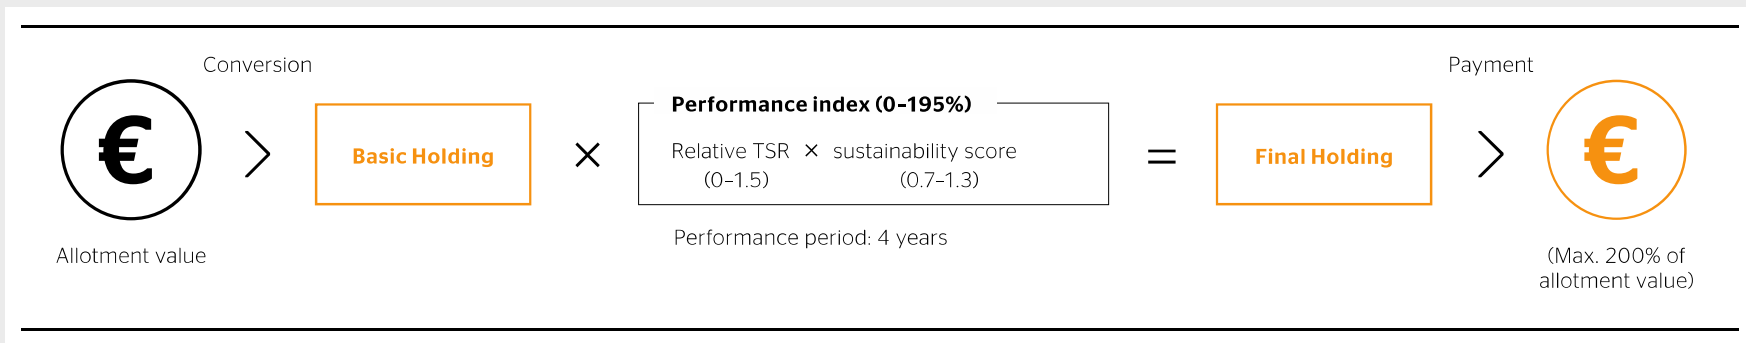 Conversion
€
>
Basic Holding
×
Performance index (0–195%)
Relative TSR × sustainability score
(0–1.5) (0.7–1.3)
=
Final Holding
>
Payment
€
Allotment value
Performance period: 4 years
(Max. 200% of
allotment value)